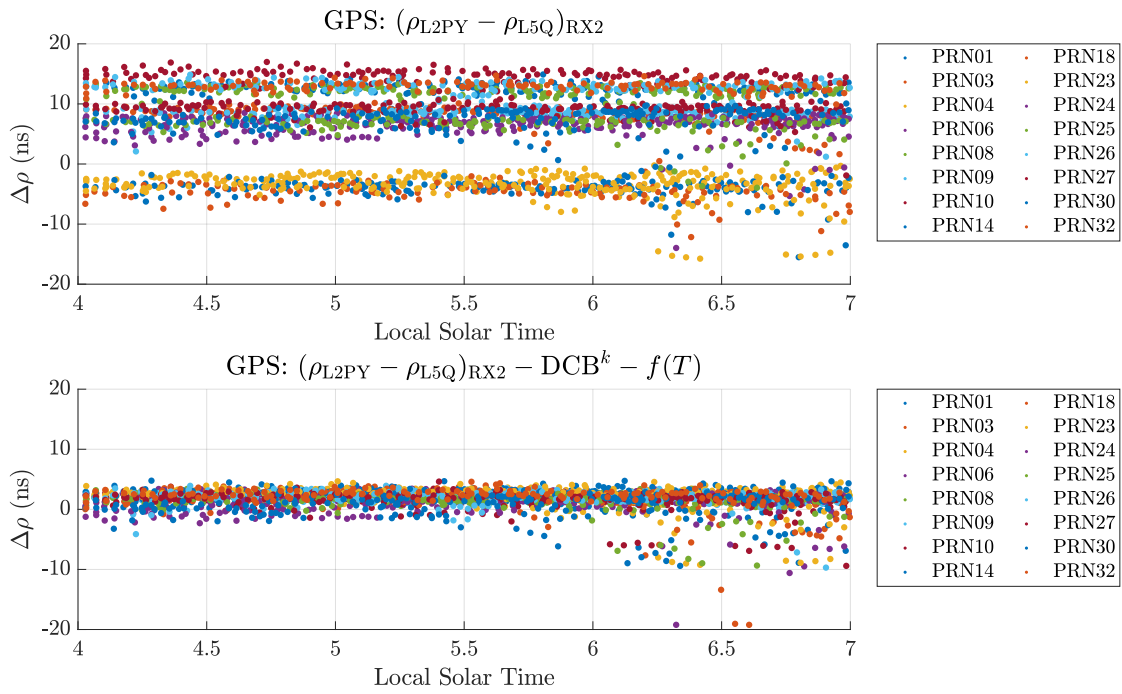 GPS: (ρL2PY − ρL5Q)RX2
20
10
0
-10
-20
Δρ (ns)
4
4.5
5
5.5
6
6.5
7
Local Solar Time
PRN01 PRN18
PRN03 PRN23
PRN04 PRN24
PRN06 PRN25
PRN08 PRN26
PRN09 PRN27
PRN10 PRN30
PRN14 PRN32
GPS: (ρL2PY − ρL5Q)RX2 − DCB^k − f(T)
20
10
0
-10
-20
Δρ (ns)
4
4.5
5
5.5
6
6.5
7
Local Solar Time
PRN01 PRN18
PRN03 PRN23
PRN04 PRN24
PRN06 PRN25
PRN08 PRN26
PRN09 PRN27
PRN10 PRN30
PRN14 PRN32